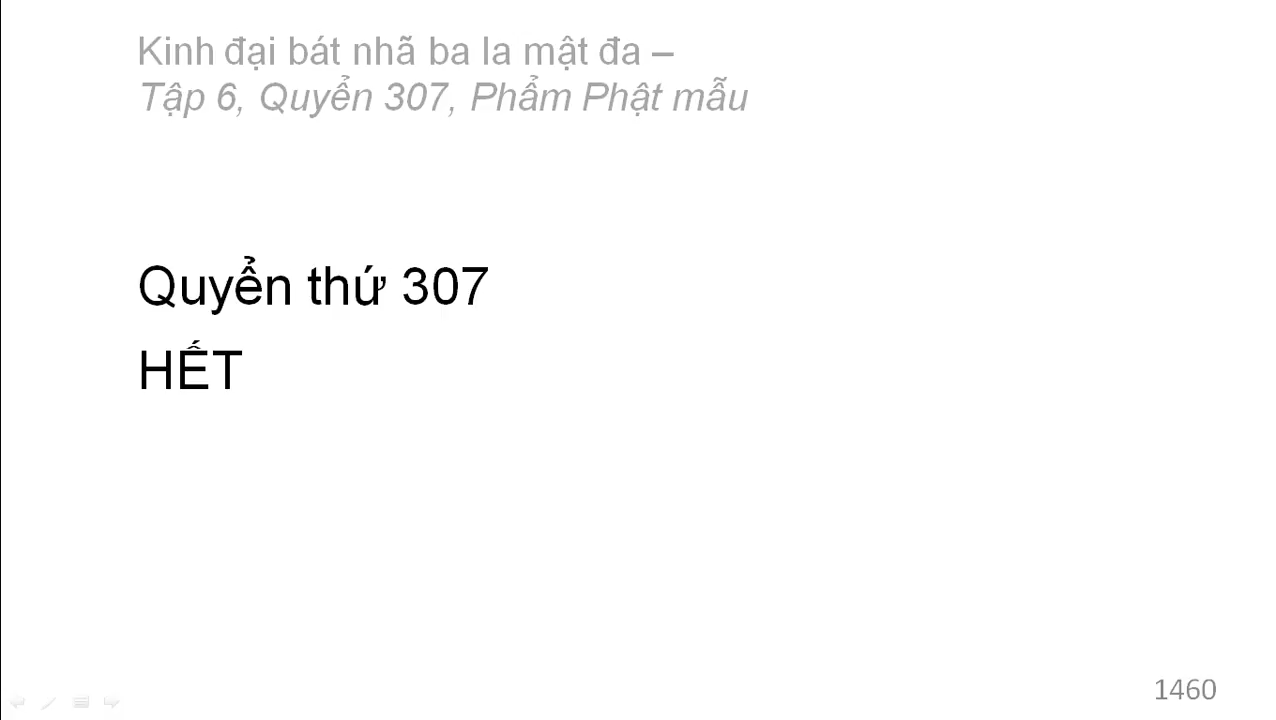 Kinh đại bát nhã ba la mật đa –
Tập 6, Quyển 307, Phẩm Phật mẫu
Quyển thứ 307
HẾT
1460